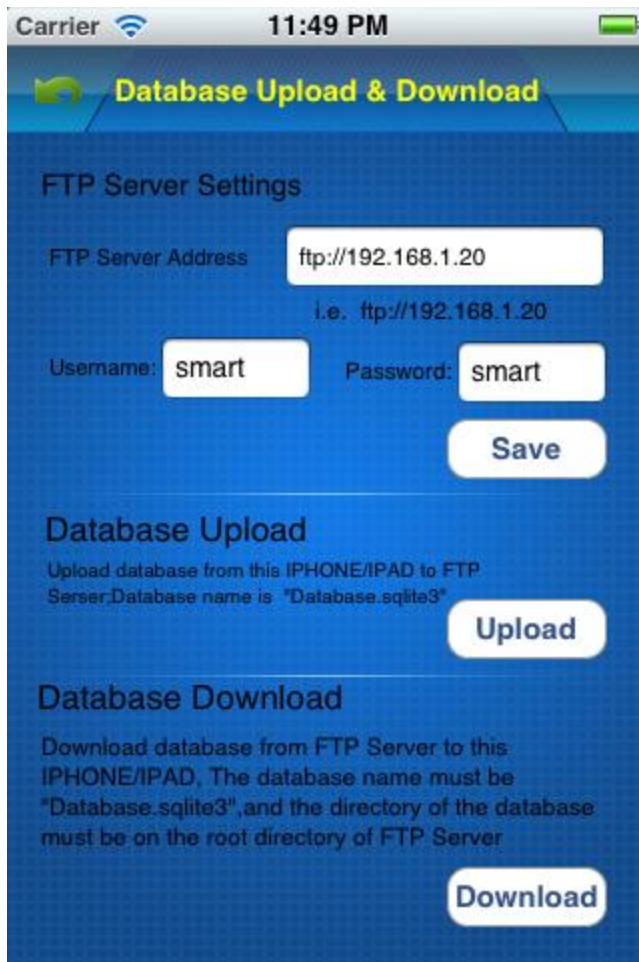 Carrier 11:49 PM
Database Upload & Download
FTP Server Settings
FTP Server Address ftp://192.168.1.20
i.e. ftp://192.168.1.20
Username: smart Password: smart
Save
Database Upload
Upload database from this IPHONE/IPAD to FTP
Serser;Database name is "Database.sqlite3"
Upload
Database Download
Download database from FTP Server to this
IPHONE/IPAD, The database name must be
"Database.sqlite3",and the directory of the database
must be on the root directory of FTP Server
Download